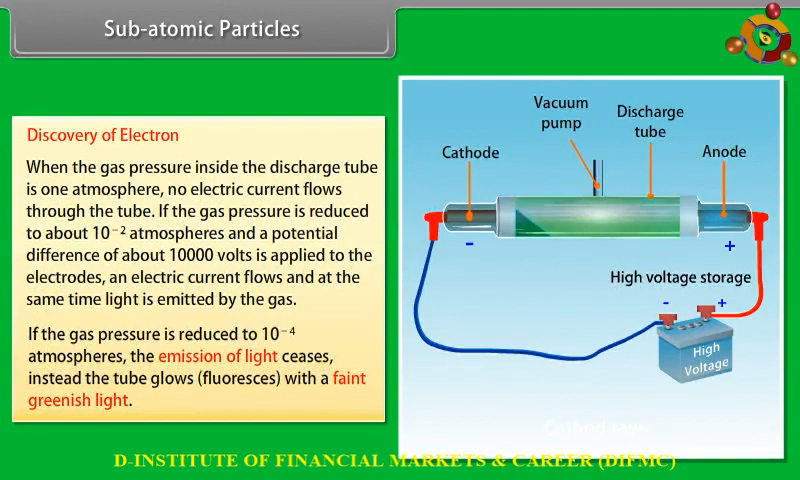 Sub-atomic Particles
Discovery of Electron
When the gas pressure inside the discharge tube
is one atmosphere, no electric current flows
through the tube. If the gas pressure is reduced
to about 10⁻² atmospheres and a potential
difference of about 10000 volts is applied to the
electrodes, an electric current flows and at the
same time light is emitted by the gas.
If the gas pressure is reduced to 10⁻⁴
atmospheres, the emission of light ceases,
instead the tube glows (fluoresces) with a faint
greenish light.
Vacuum
pump
Discharge
tube
Cathode
Anode
-
+
High voltage storage
- +
High
Voltage
D-INSTITUTE OF FINANCIAL MARKETS & CAREER (DIFMC)